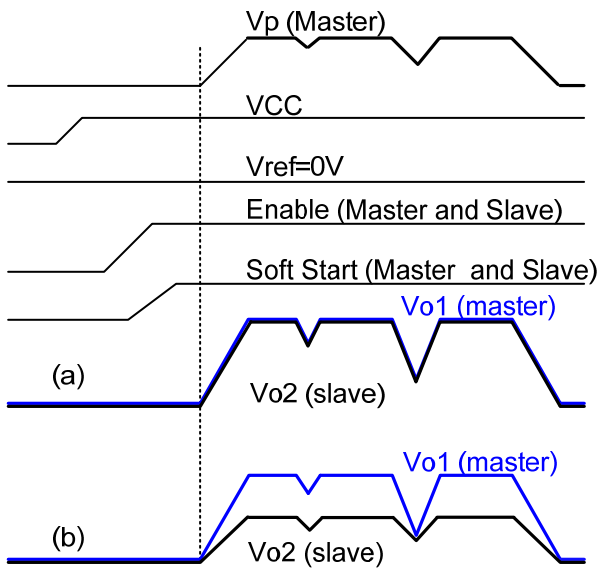 Vp (Master)
VCC
Vref=0V
Enable (Master and Slave)
Soft Start (Master and Slave)
Vo1 (master)
(a)
Vo2 (slave)
Vo1 (master)
(b)
Vo2 (slave)